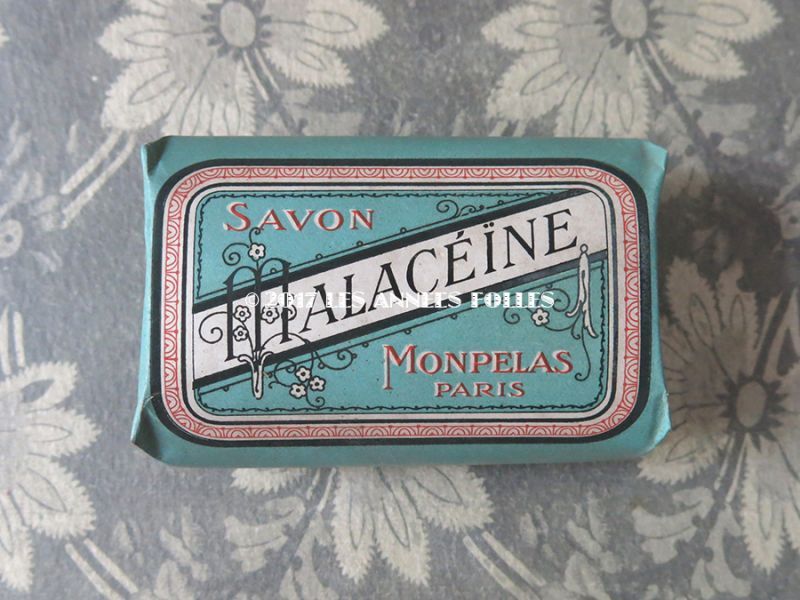 SAVON
MALACÉÏNE
© 2017 LES ANNEES FOLLES
MONPELAS
PARIS